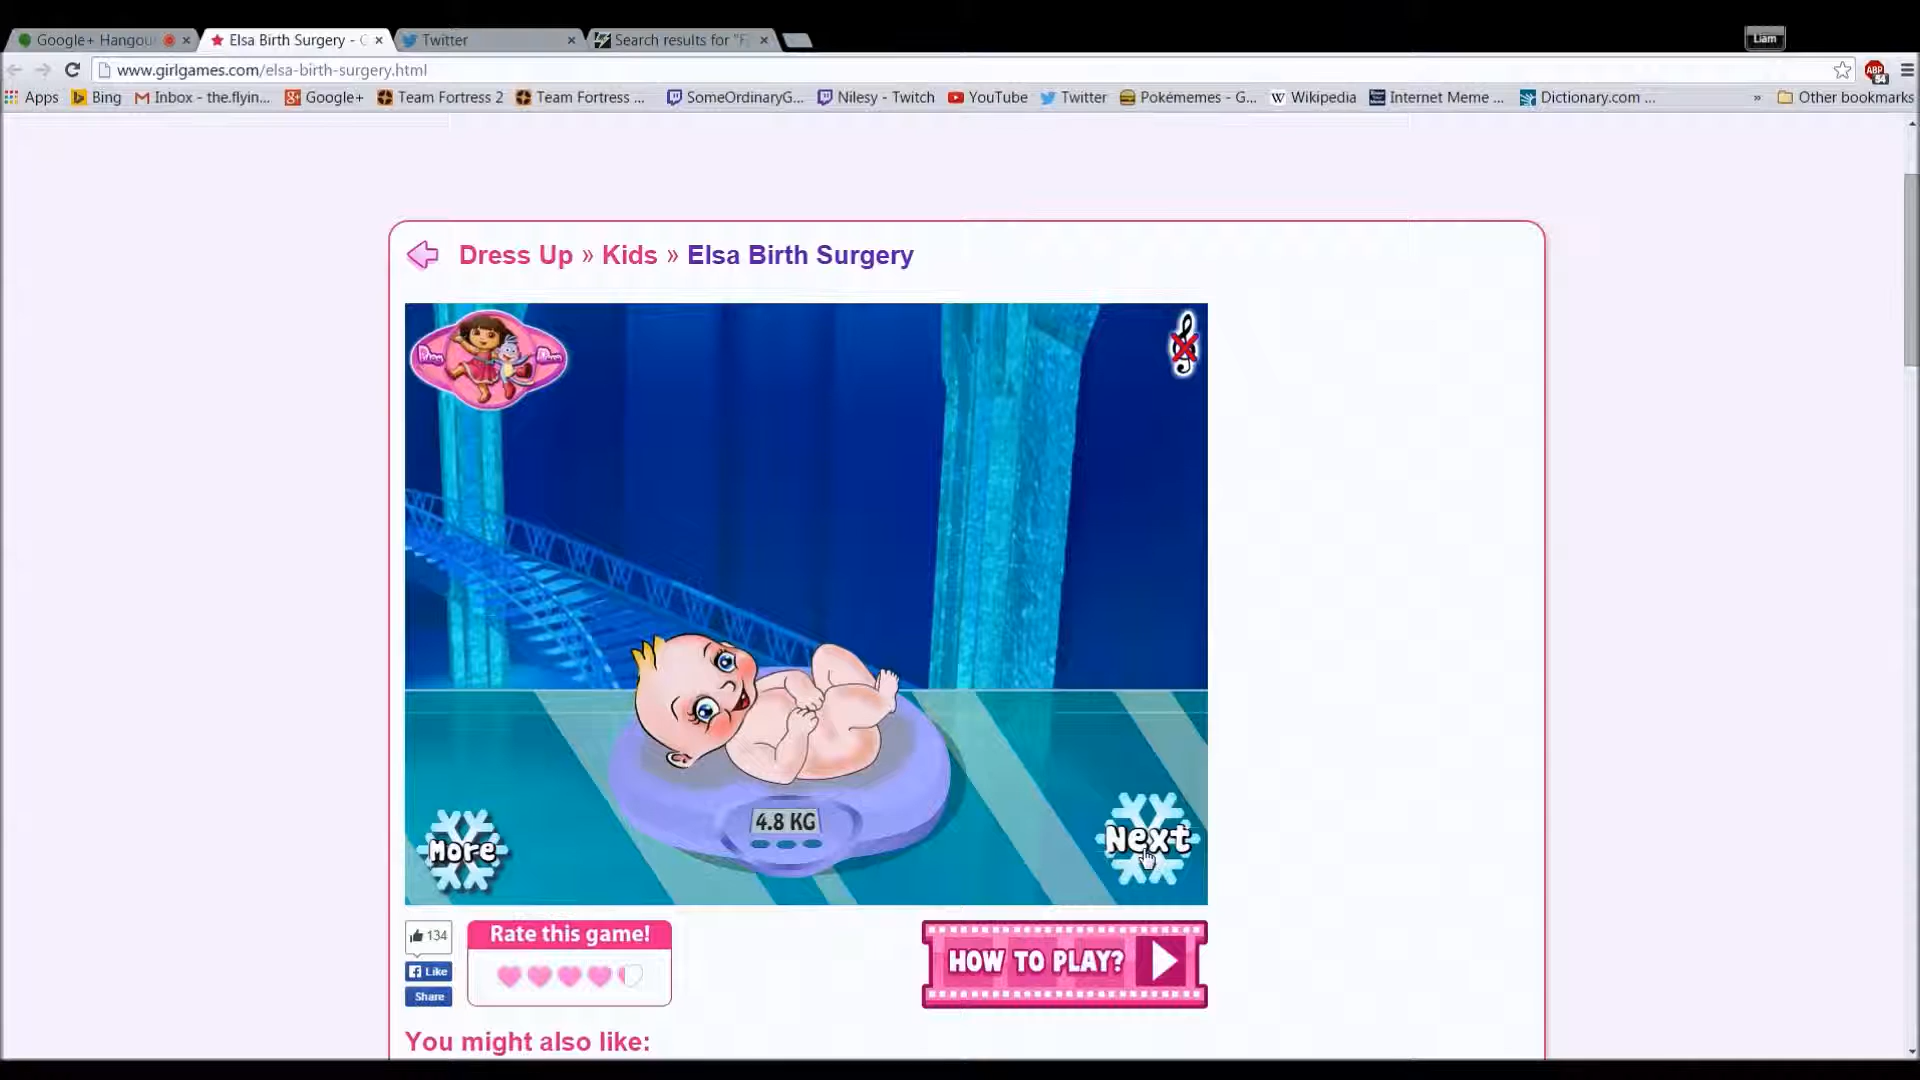 Google+ Hangou
Elsa Birth Surgery - G
Twitter
Search results for "F
Liam
www.girlgames.com/elsa-birth-surgery.html
ABP
54
Apps
Bing
Inbox - the.flyin...
Google+
Team Fortress 2
Team Fortress ...
SomeOrdinaryG...
Nilesy - Twitch
YouTube
Twitter
Pokémemes - G...
Wikipedia
Internet Meme ...
Dictionary.com ...
»
Other bookmarks
Dress Up » Kids » Elsa Birth Surgery
4.8 KG
More
Next
134
Like
Share
Rate this game!
HOW TO PLAY?
You might also like: